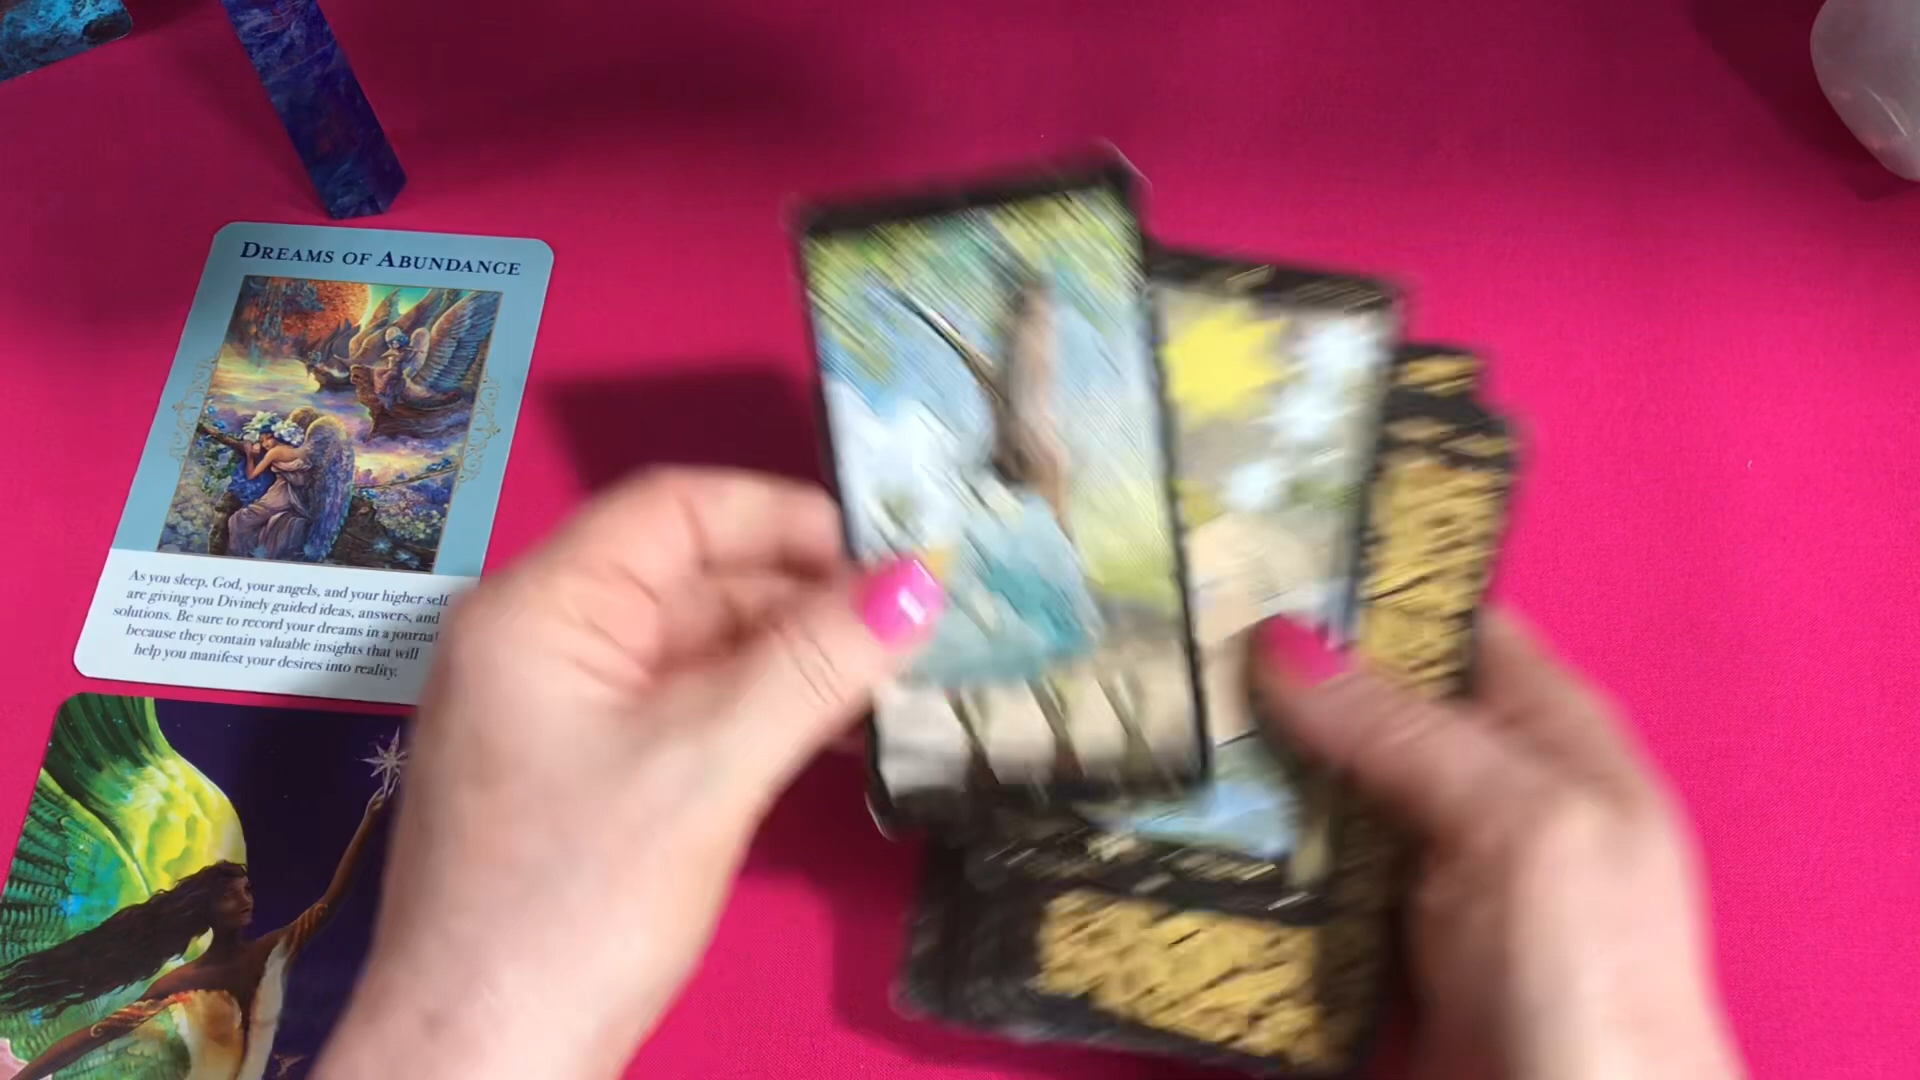 DREAMS OF ABUNDANCE
As you sleep, God, your angels, and your higher self
are giving you Divinely guided ideas, answers, and
solutions. Be sure to record your dreams in a journal
because they contain valuable insights that will
help you manifest your desires into reality.